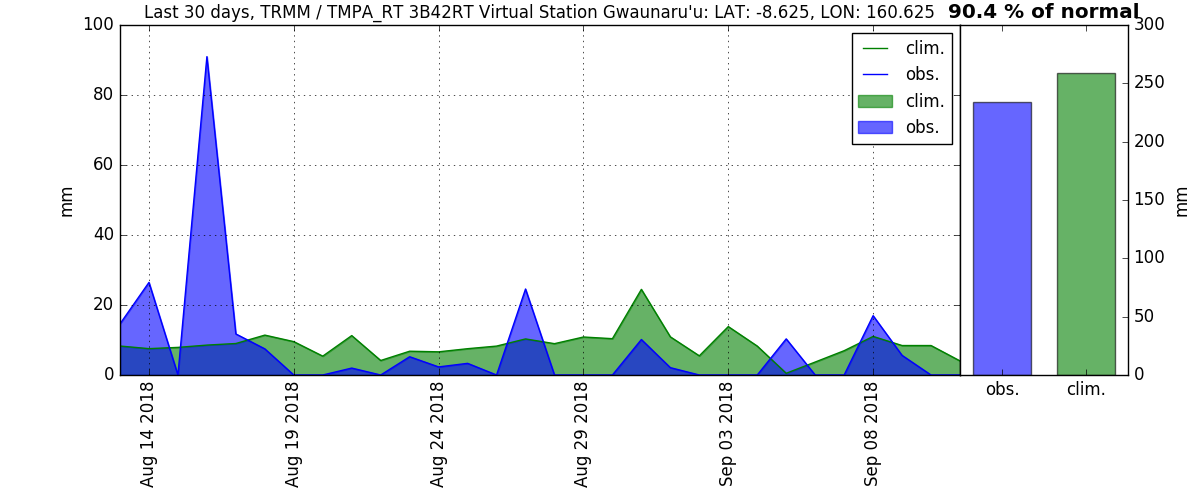 Last 30 days, TRMM / TMPA_RT 3B42RT Virtual Station Gwaunaru'u: LAT: -8.625, LON: 160.625
90.4 % of normal
100
80
60
40
20
0
mm
clim.
obs.
clim.
obs.
Aug 14 2018
Aug 19 2018
Aug 24 2018
Aug 29 2018
Sep 03 2018
Sep 08 2018
300
250
200
150
100
50
0
mm
obs.
clim.